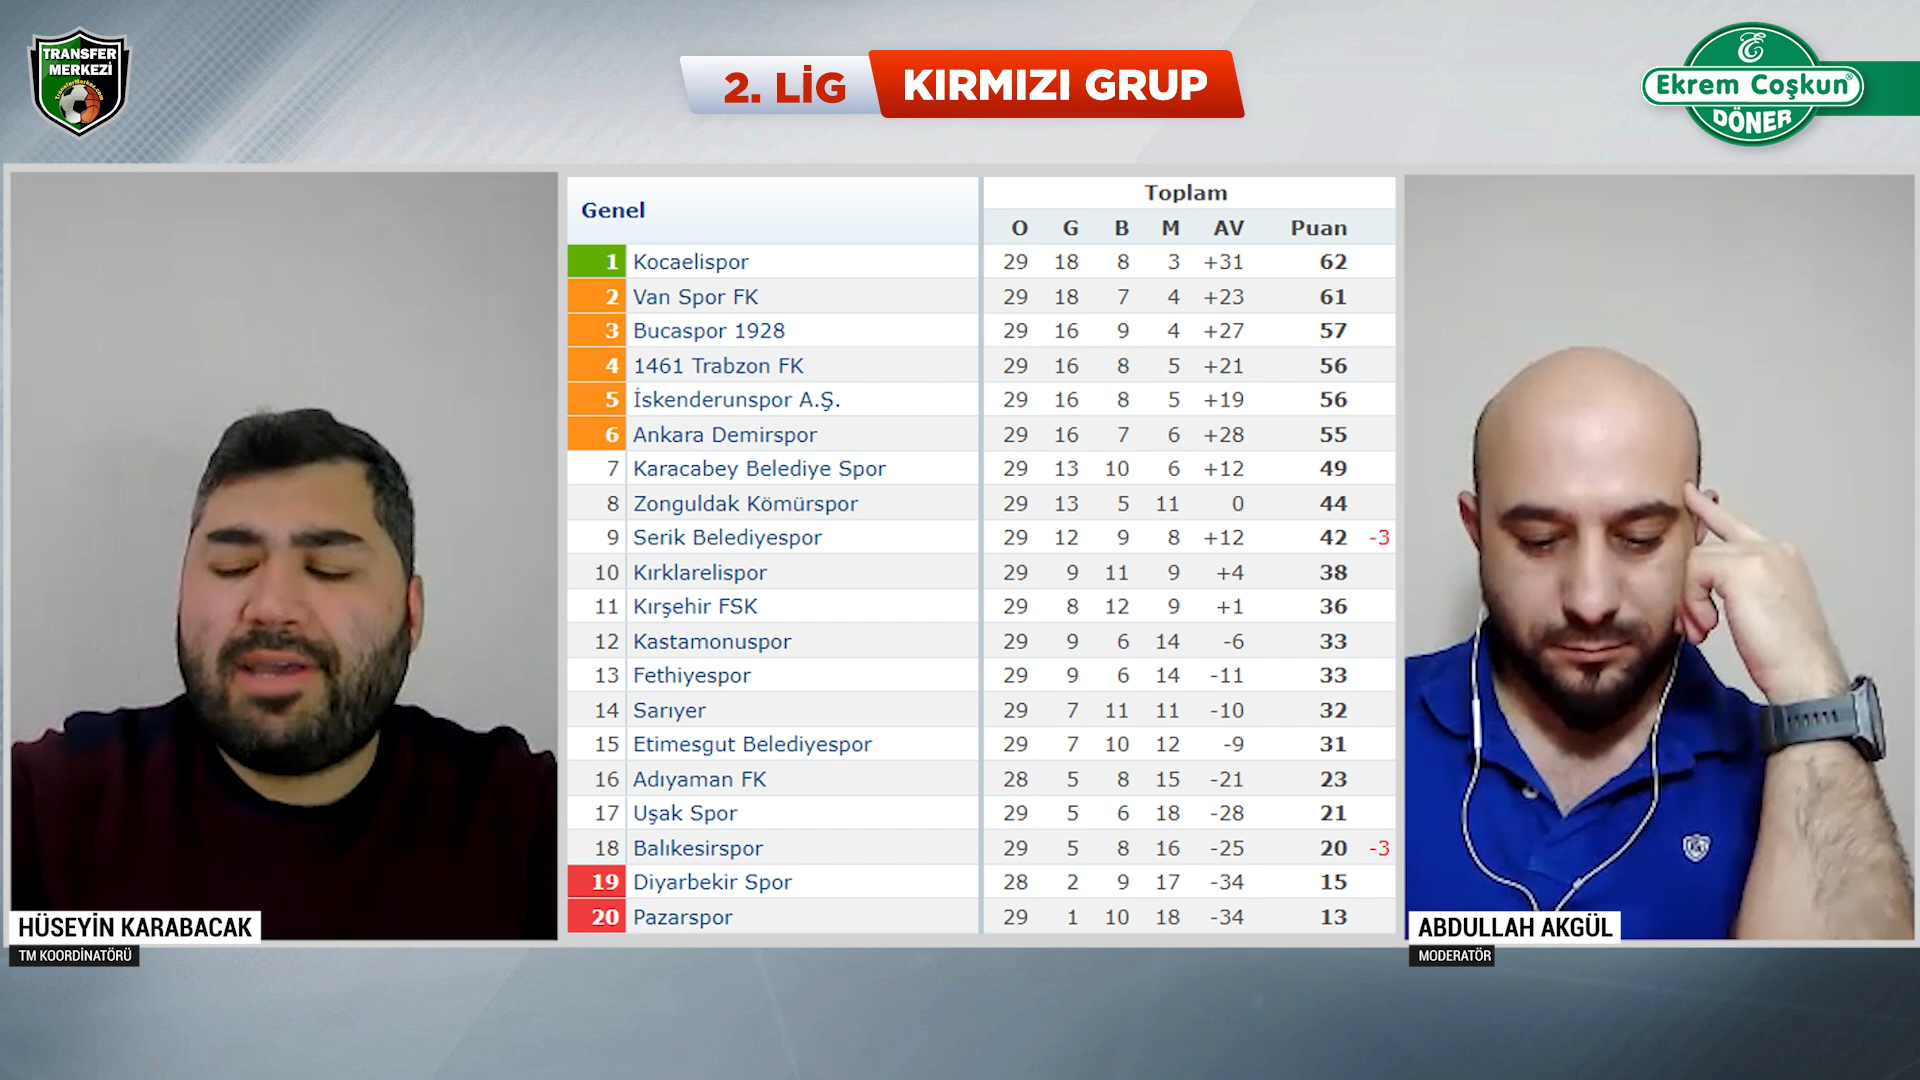 TRANSFER
MERKEZİ
2. LİG
KIRMIZI GRUP
Ekrem Coşkun®
DÖNER
Genel
Toplam
O G B M AV Puan
1 Kocaelispor 29 18 8 3 +31 62
2 Van Spor FK 29 18 7 4 +23 61
3 Bucaspor 1928 29 16 9 4 +27 57
4 1461 Trabzon FK 29 16 8 5 +21 56
5 İskenderunspor A.Ş. 29 16 8 5 +19 56
6 Ankara Demirspor 29 16 7 6 +28 55
7 Karacabey Belediye Spor 29 13 10 6 +12 49
8 Zonguldak Kömürspor 29 13 5 11 0 44
9 Serik Belediyespor 29 12 9 8 +12 42 -3
10 Kırklarelispor 29 9 11 9 +4 38
11 Kırşehir FSK 29 8 12 9 +1 36
12 Kastamonuspor 29 9 6 14 -6 33
13 Fethiyespor 29 9 6 14 -11 33
14 Sarıyer 29 7 11 11 -10 32
15 Etimesgut Belediyespor 29 7 10 12 -9 31
16 Adıyaman FK 28 5 8 15 -21 23
17 Uşak Spor 29 5 6 18 -28 21
18 Balıkesirspor 29 5 8 16 -25 20 -3
19 Diyarbekir Spor 28 2 9 17 -34 15
20 Pazarspor 29 1 10 18 -34 13
HÜSEYİN KARABACAK
TM KOORDİNATÖRÜ
ABDULLAH AKGÜL
MODERATÖR